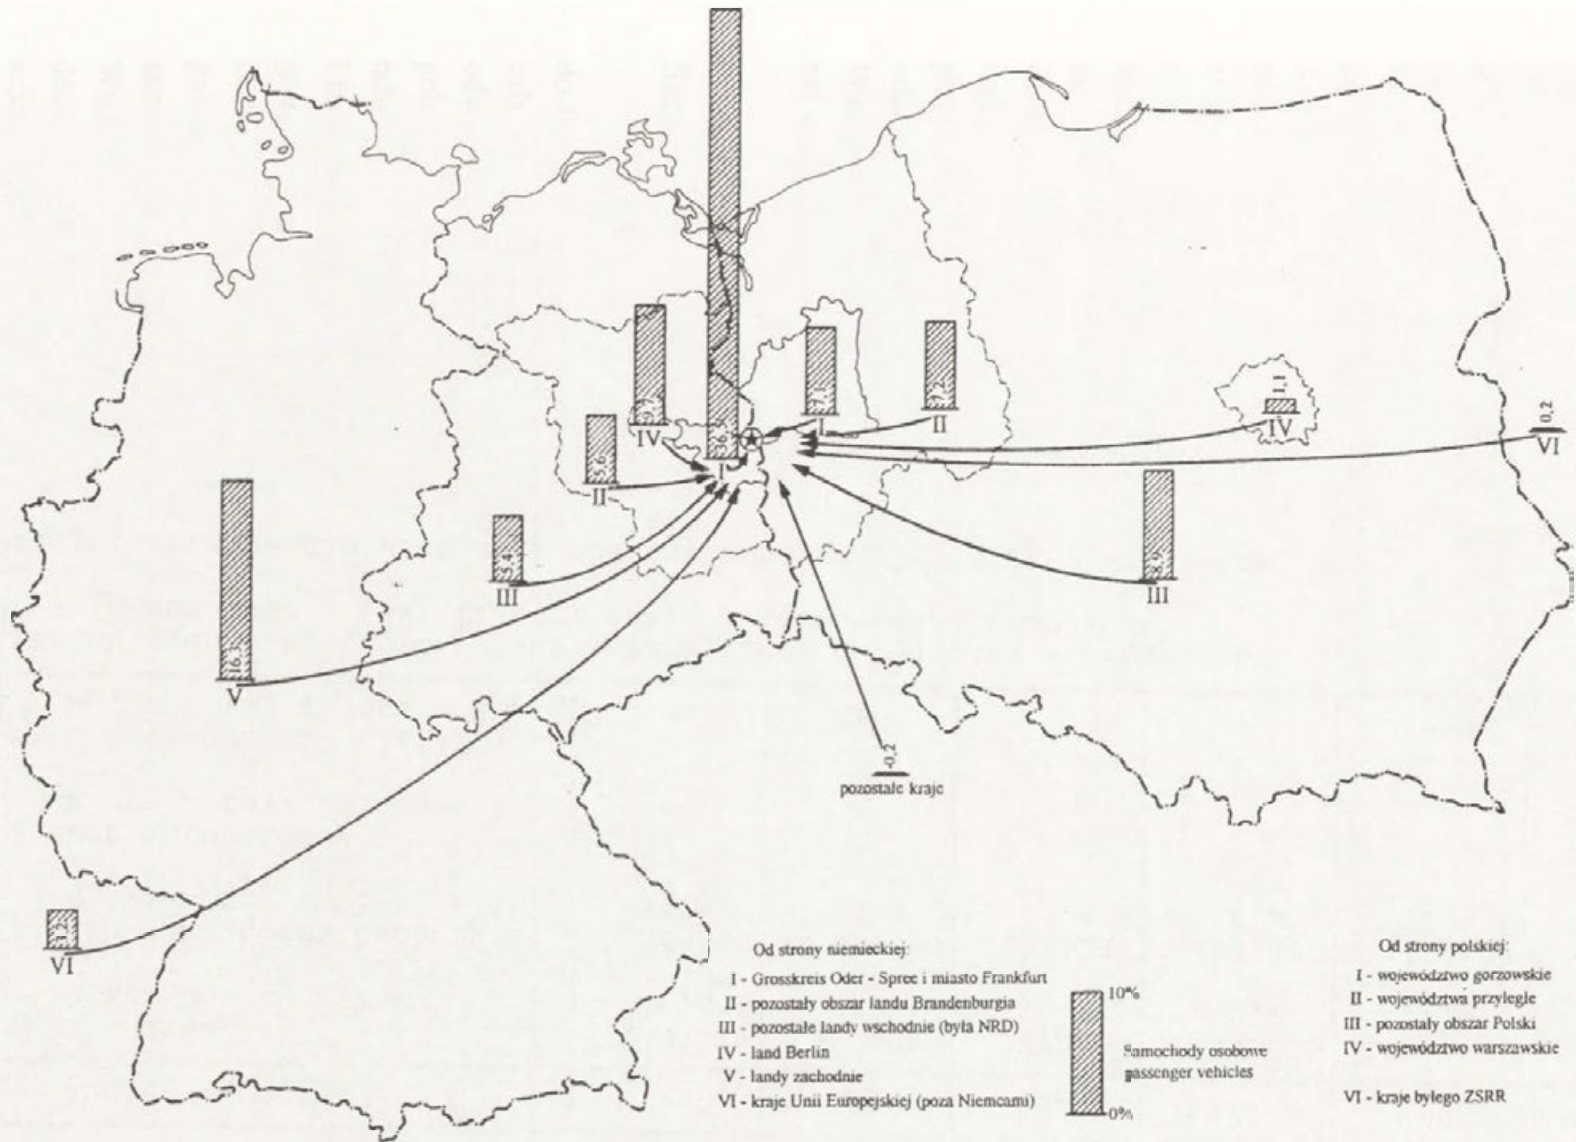 9,7
IV
I
7,1
I
7,2
II
1,1
IV
0,2
VI
5,6
II
5,4
III
8,9
III
16,3
V
-0,2
pozostałe kraje
3,2
VI
Od strony niemieckiej:
I - Grosskreis Oder - Spree i miasto Frankfurt
II - pozostały obszar landu Brandenburgia
III - pozostałe landy wschodnie (była NRD)
IV - land Berlin
V - landy zachodnie
VI - kraje Unii Europejskiej (poza Niemcami)
10%
Samochody osobowe
passenger vehicles
0%
Od strony polskiej:
I - województwo gorzowskie
II - województwa przyległe
III - pozostały obszar Polski
IV - województwo warszawskie
VI - kraje byłego ZSRR